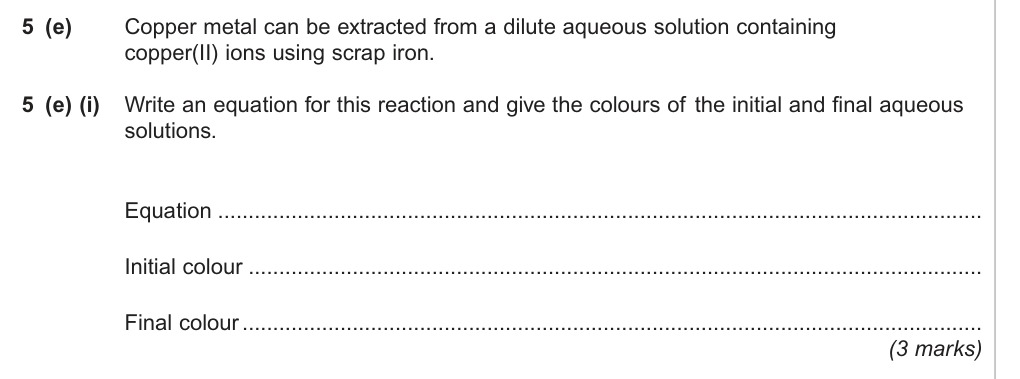 5 (e) Copper metal can be extracted from a dilute aqueous solution containing
copper(II) ions using scrap iron.
5 (e) (i) Write an equation for this reaction and give the colours of the initial and final aqueous
solutions.
Equation ................................................................................................................................
Initial colour ..........................................................................................................................
Final colour ...........................................................................................................................
(3 marks)